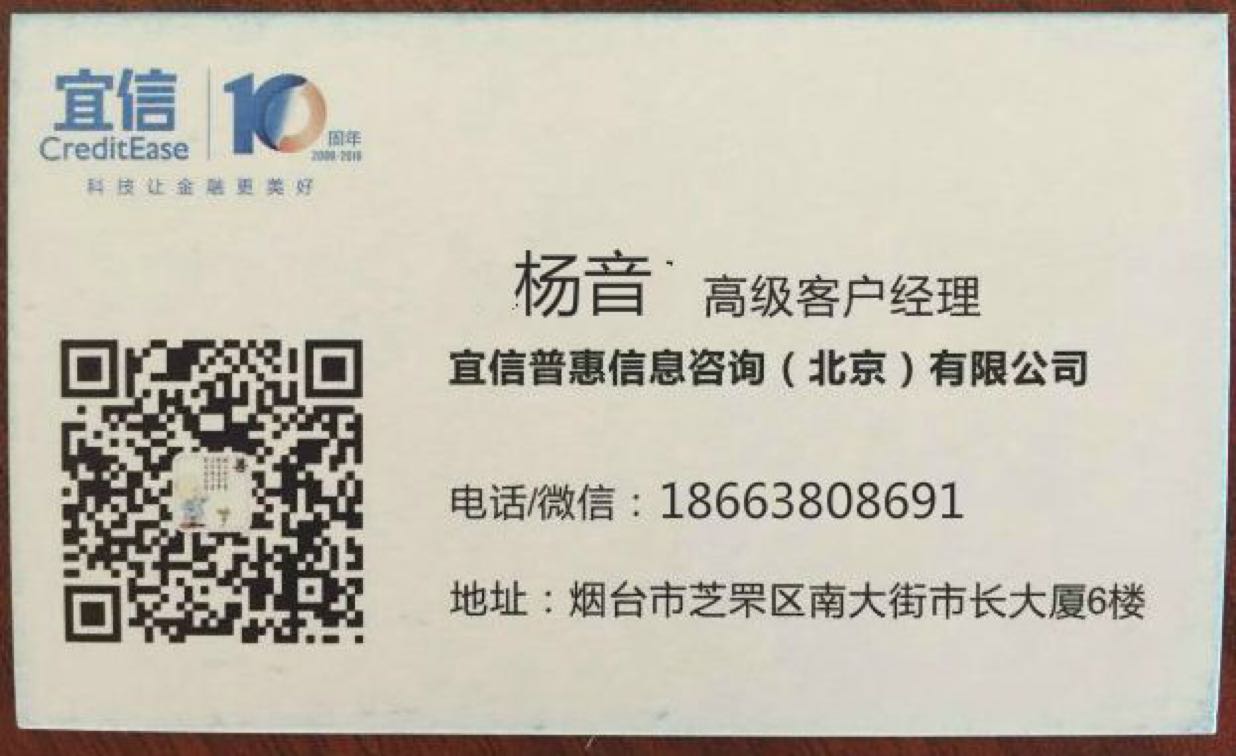 宜信
CreditEase
10
周年
2006-2016
科技让金融更美好
杨音
高级客户经理
宜信普惠信息咨询（北京）有限公司
电话/微信：18663808691
地址：烟台市芝罘区南大街市长大厦6楼